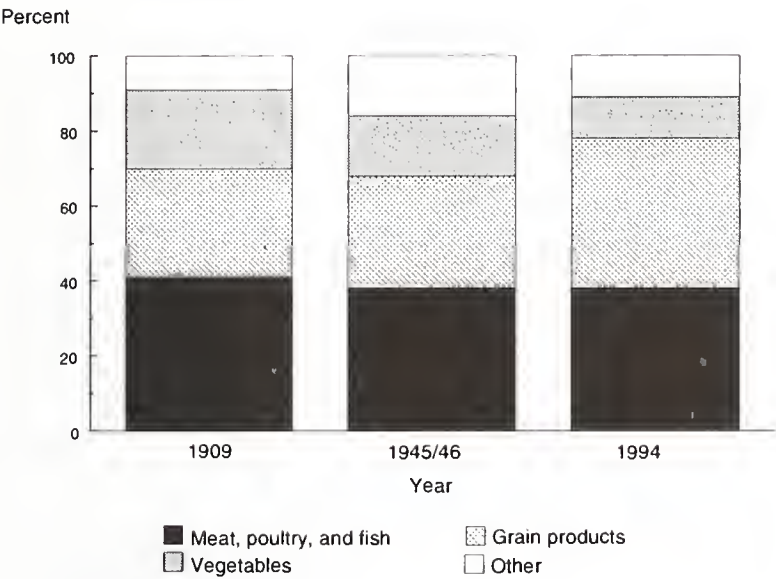 Percent
100
80
60
40
20
0
1909 1945/46 1994
Year
Meat, poultry, and fish Grain products
Vegetables Other